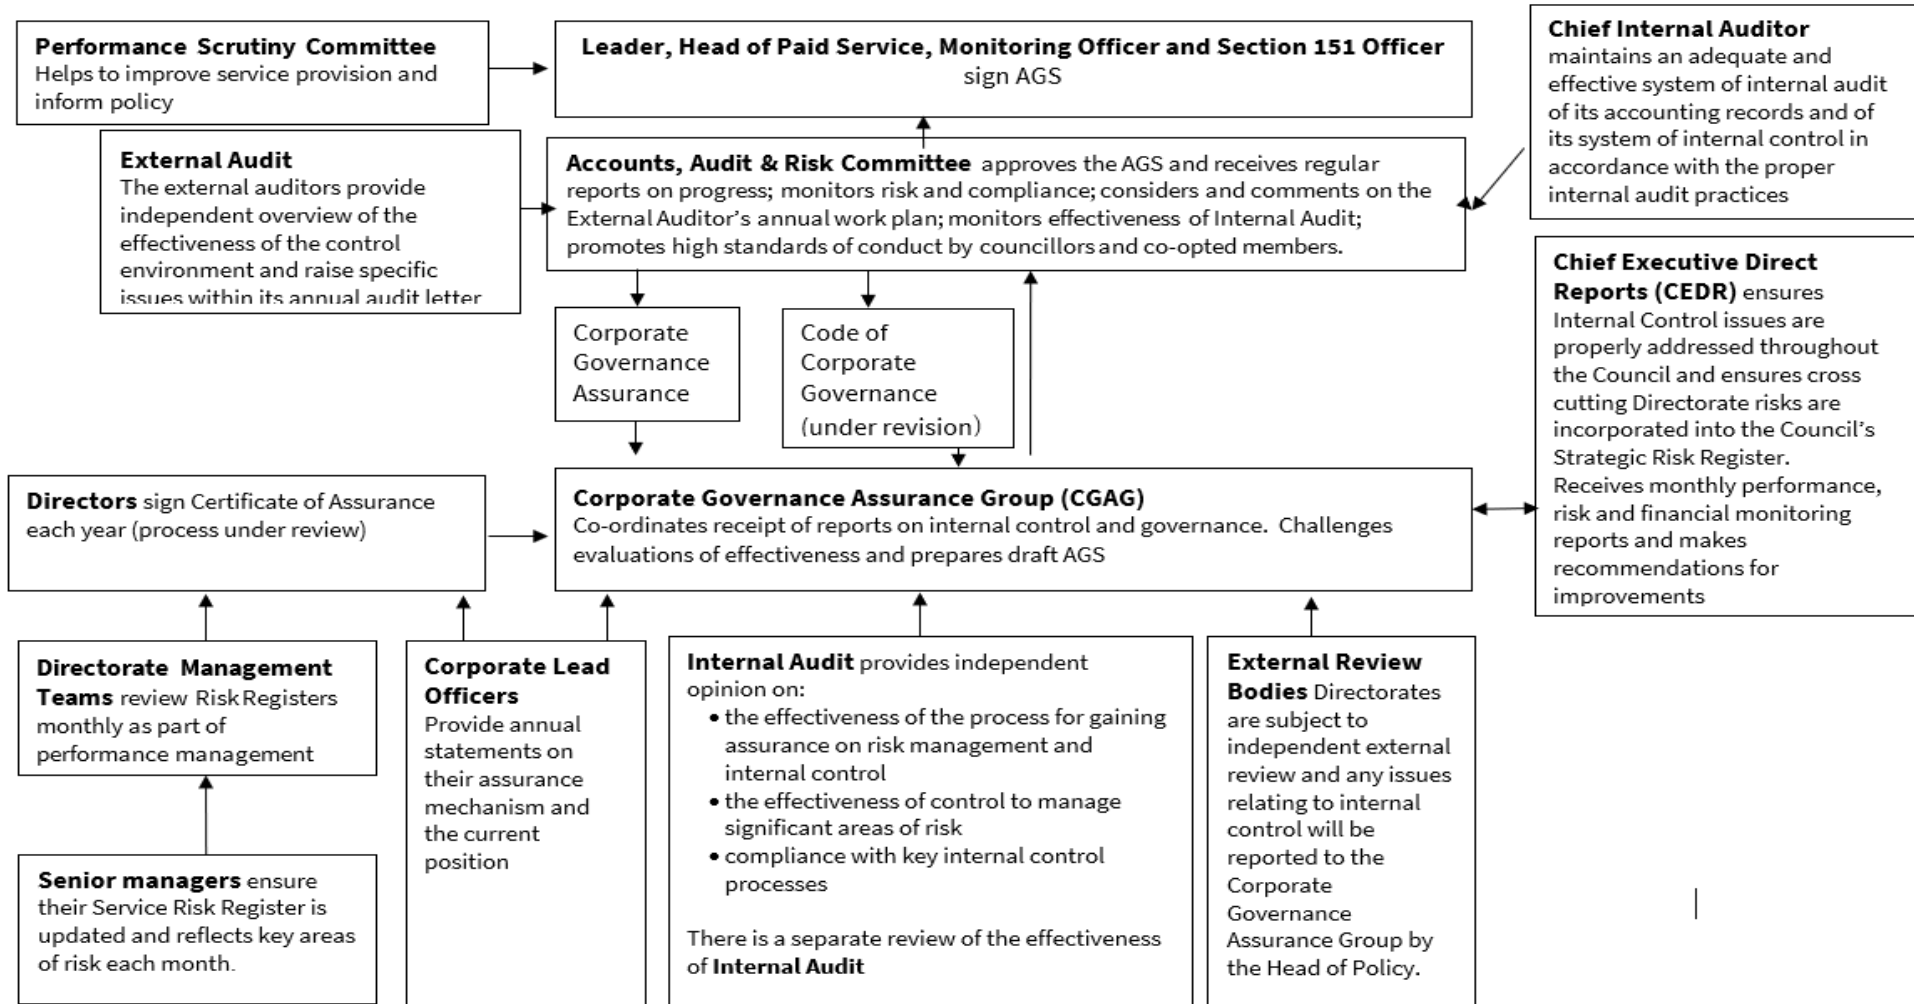 Performance Scrutiny Committee
Helps to improve service provision and
inform policy
Leader, Head of Paid Service, Monitoring Officer and Section 151 Officer
sign AGS
Chief Internal Auditor
maintains an adequate and
effective system of internal audit
of its accounting records and of
its system of internal control in
accordance with the proper
internal audit practices
External Audit
The external auditors provide
independent overview of the
effectiveness of the control
environment and raise specific
issues within its annual audit letter
Accounts, Audit & Risk Committee approves the AGS and receives regular
reports on progress; monitors risk and compliance; considers and comments on the
External Auditor's annual work plan; monitors effectiveness of Internal Audit;
promotes high standards of conduct by councillors and co-opted members.
Chief Executive Direct
Reports (CEDR) ensures
Internal Control issues are
properly addressed throughout
the Council and ensures cross
cutting Directorate risks are
incorporated into the Council's
Strategic Risk Register.
Receives monthly performance,
risk and financial monitoring
reports and makes
recommendations for
improvements
Corporate
Governance
Assurance
Code of
Corporate
Governance
(under revision)
Directors sign Certificate of Assurance
each year (process under review)
Corporate Governance Assurance Group (CGAG)
Co-ordinates receipt of reports on internal control and governance. Challenges
evaluations of effectiveness and prepares draft AGS
Directorate Management
Teams review Risk Registers
monthly as part of
performance management
Corporate Lead
Officers
Provide annual
statements on
their assurance
mechanism and
the current
position
Internal Audit provides independent
opinion on:
• the effectiveness of the process for gaining
assurance on risk management and
internal control
• the effectiveness of control to manage
significant areas of risk
• compliance with key internal control
processes
There is a separate review of the effectiveness
of Internal Audit
External Review
Bodies Directorates
are subject to
independent external
review and any issues
relating to internal
control will be
reported to the
Corporate
Governance
Assurance Group by
the Head of Policy.
Senior managers ensure
their Service Risk Register is
updated and reflects key areas
of risk each month.